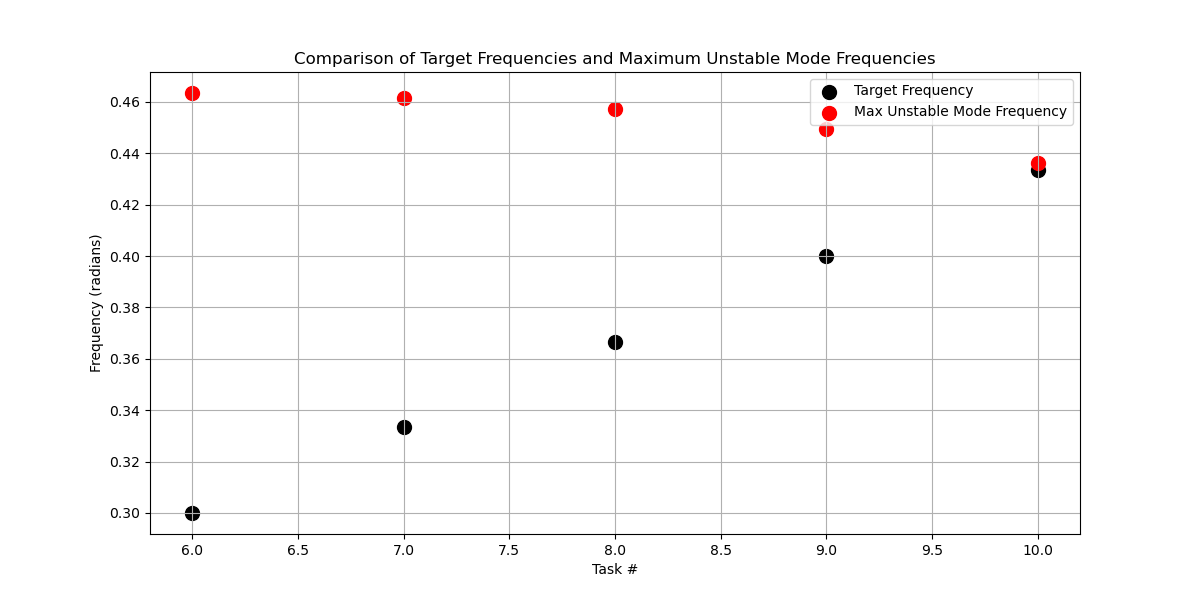 Comparison of Target Frequencies and Maximum Unstable Mode Frequencies
Target Frequency
Max Unstable Mode Frequency
Frequency (radians)
0.46
0.44
0.42
0.40
0.38
0.36
0.34
0.32
0.30
6.0 6.5 7.0 7.5 8.0 8.5 9.0 9.5 10.0
Task #